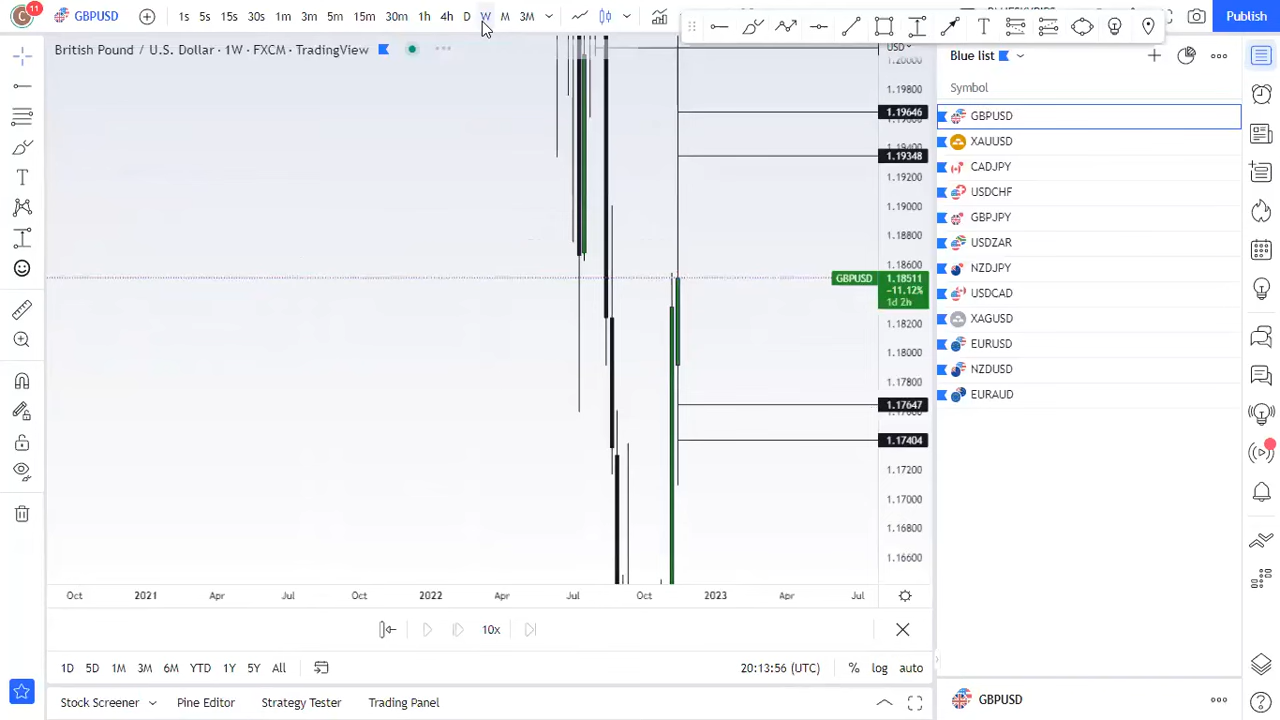 C 11 GBPUSD 1s 5s 15s 30s 1m 3m 5m 15m 30m 1h 4h D W M 3M Publish
British Pound / U.S. Dollar · 1W · FXCM · TradingView
USD
Blue list
Symbol
1.20000
1.19800
1.19646
1.19348
1.19200
1.19000
1.18800
1.18600
GBPUSD 1.18511
−11.12%
1d 2h
1.18200
1.18000
1.17800
1.17647
1.17404
1.17200
1.17000
1.16800
1.16600
GBPUSD
XAUUSD
CADJPY
USDCHF
GBPJPY
USDZAR
NZDJPY
USDCAD
XAGUSD
EURUSD
NZDUSD
EURAUD
Oct 2021 Apr Jul Oct 2022 Apr Jul Oct 2023 Apr Jul
10x
1D 5D 1M 3M 6M YTD 1Y 5Y All 20:13:56 (UTC) % log auto
Stock Screener Pine Editor Trading Panel
GBPUSD